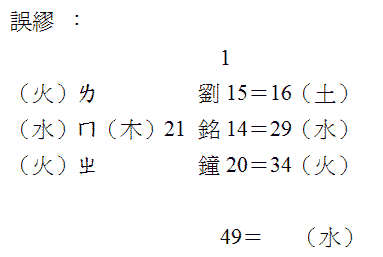 誤繆 :
1
（火）ㄌ 劉 15＝16（土）
（水）ㄇ（木）21 銘 14＝29（水）
（火）ㄓ 鐘 20＝34（火）
49＝ （水）